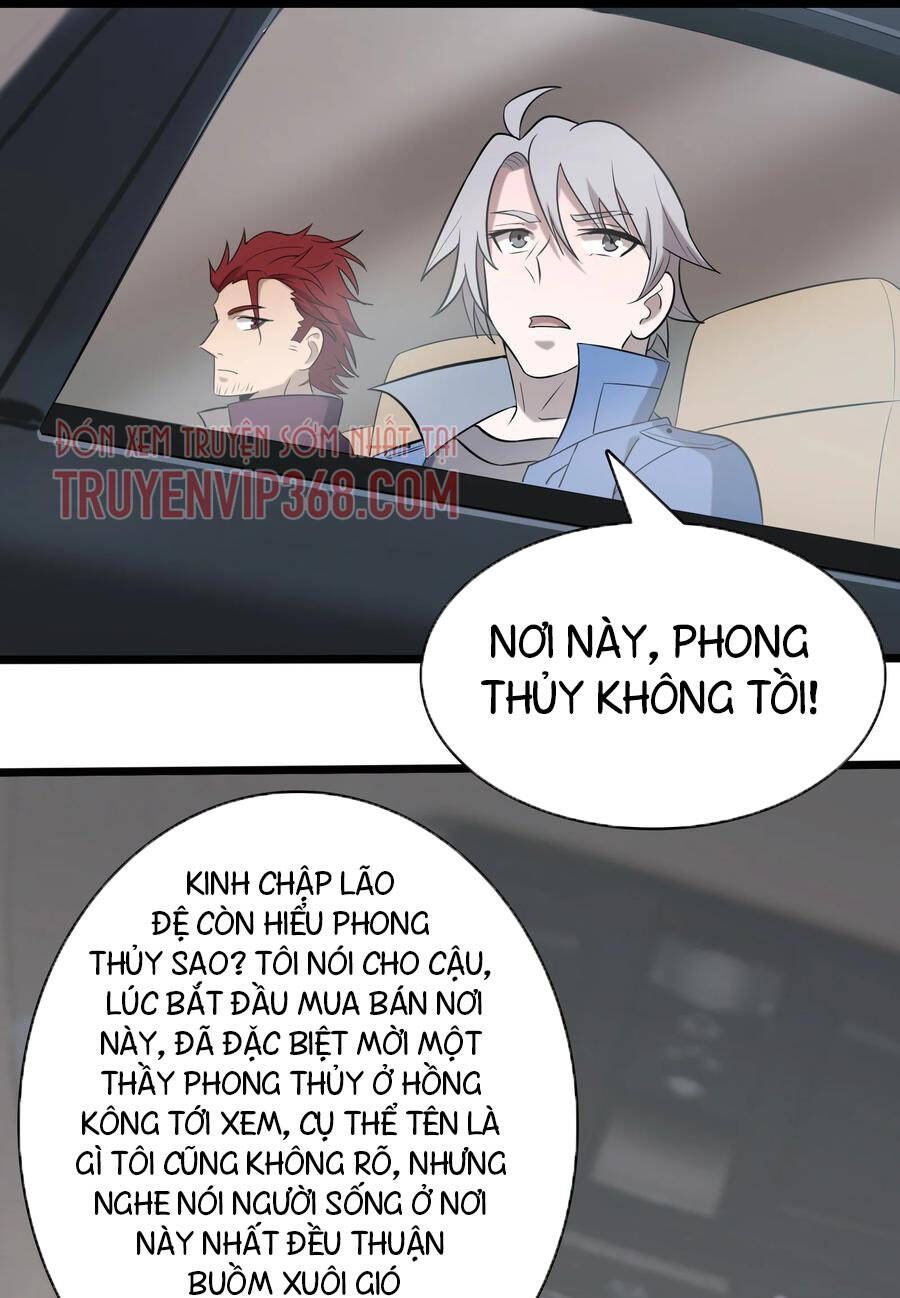 ĐÓN XEM TRUYỆN SỚM NHẤT TẠI
TRUYENVIP368.COM
NƠI NÀY, PHONG
THỦY KHÔNG TỒI!
KINH CHẬP LÃO
ĐỆ CÒN HIỂU PHONG
THỦY SAO? TÔI NÓI CHO CẬU,
LÚC BẮT ĐẦU MUA BÁN NƠI
NÀY, ĐÃ ĐẶC BIỆT MỜI MỘT
THẦY PHONG THỦY Ở HỒNG
KÔNG TỚI XEM, CỤ THỂ TÊN LÀ
GÌ TÔI CŨNG KHÔNG RÕ, NHƯNG
NGHE NÓI NGƯỜI SỐNG Ở NƠI
NÀY NHẤT ĐỀU THUẬN
BUỒM XUÔI GIÓ